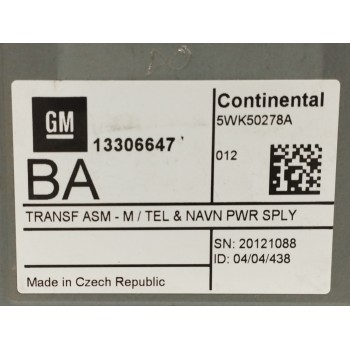 GM
13306647
BA
Continental
5WK50278A
012
TRANSF ASM - M / TEL & NAVN PWR SPLY
SN: 20121088
ID: 04/04/438
Made in Czech Republic